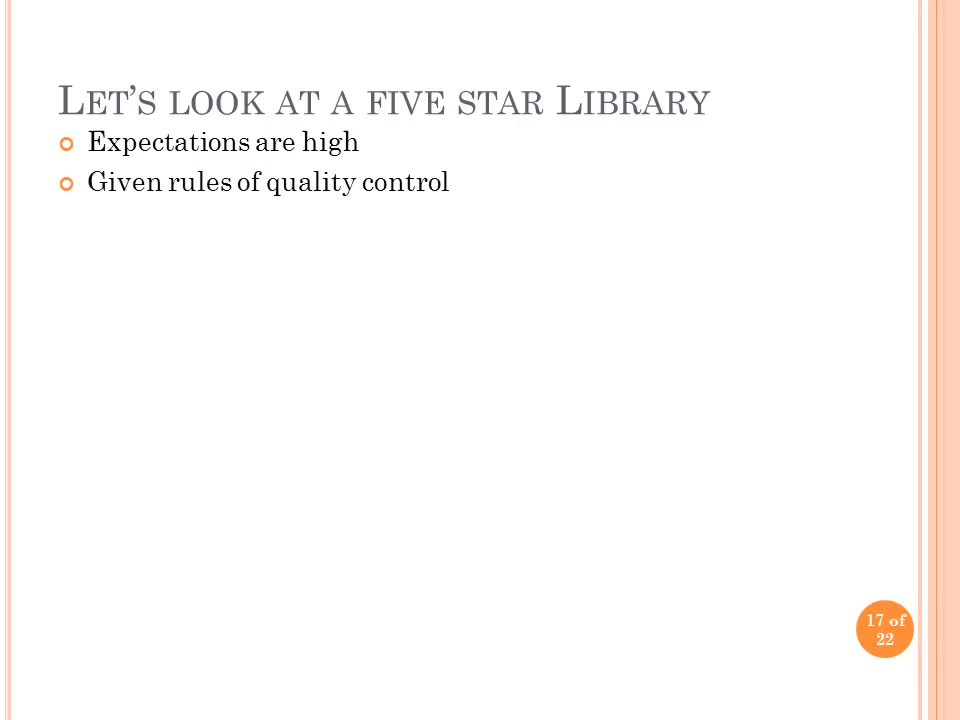 Let’s look at a five star Library
Expectations are high
Given rules of quality control
17 of
22